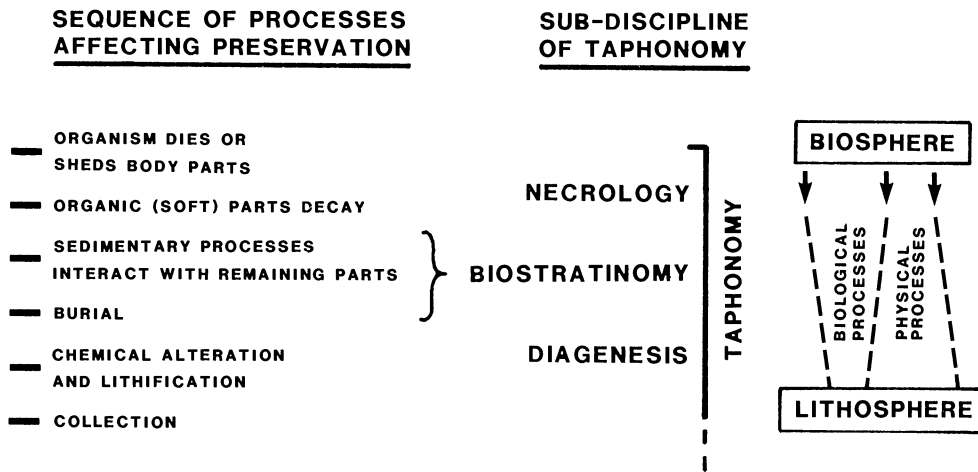 SEQUENCE OF PROCESSES
AFFECTING PRESERVATION
SUB-DISCIPLINE
OF TAPHONOMY
ORGANISM DIES OR
SHEDS BODY PARTS
ORGANIC (SOFT) PARTS DECAY
SEDIMENTARY PROCESSES
INTERACT WITH REMAINING PARTS
BURIAL
CHEMICAL ALTERATION
AND LITHIFICATION
COLLECTION
NECROLOGY
BIOSTRATINOMY
DIAGENESIS
TAPHONOMY
BIOSPHERE
BIOLOGICAL
PROCESSES
PHYSICAL
PROCESSES
LITHOSPHERE